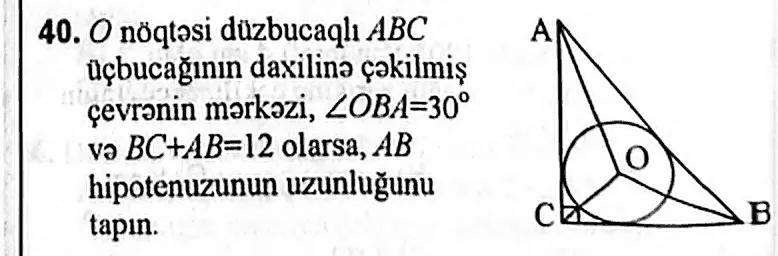 40. O nöqtəsi düzbucaqlı ABC
üçbucağının daxilinə çəkilmiş
çevrənin mərkəzi, ∠OBA=30°
və BC+AB=12 olarsa, AB
hipotenuzunun uzunluğunu
tapın.
A
O
C
B